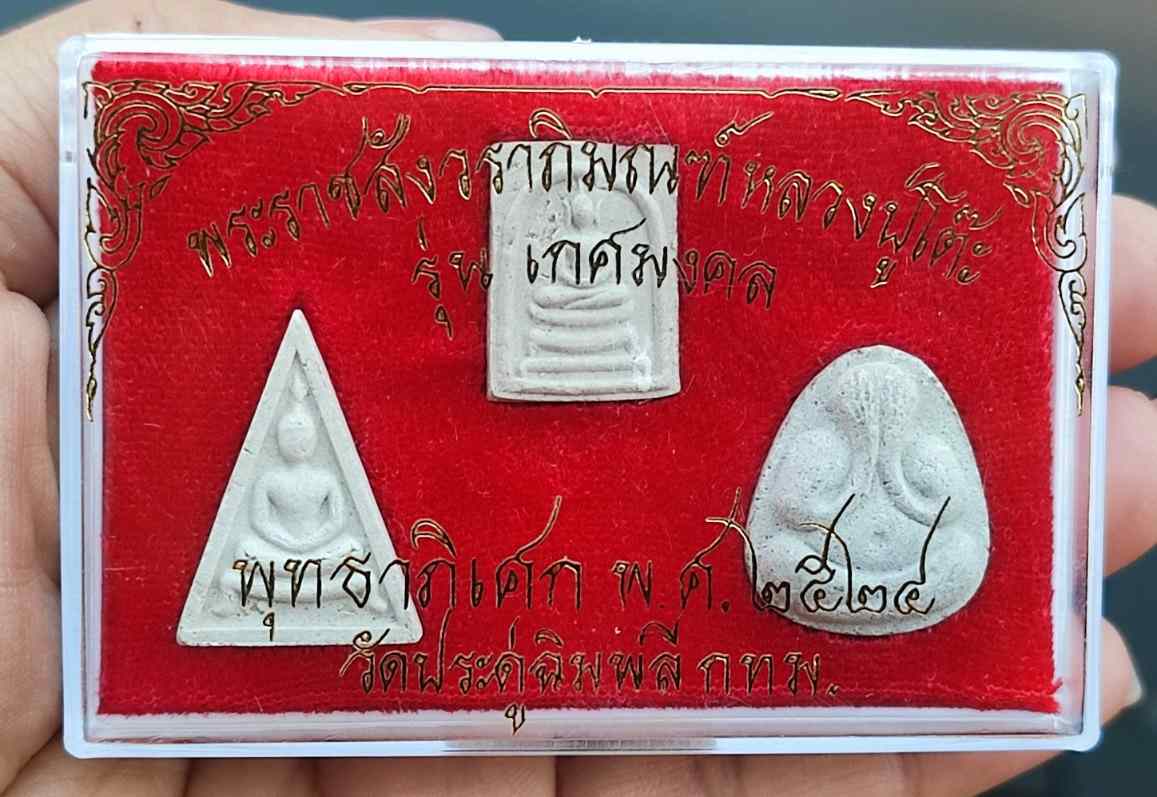 พระราชสังวราภิมณฑ์หลวงปู่โต๊ะ
รุ่น เกศมงคล
พุทธาภิเศก พ.ศ. ๒๕๒๔
วัดประดู่ฉิมพลี กทม.